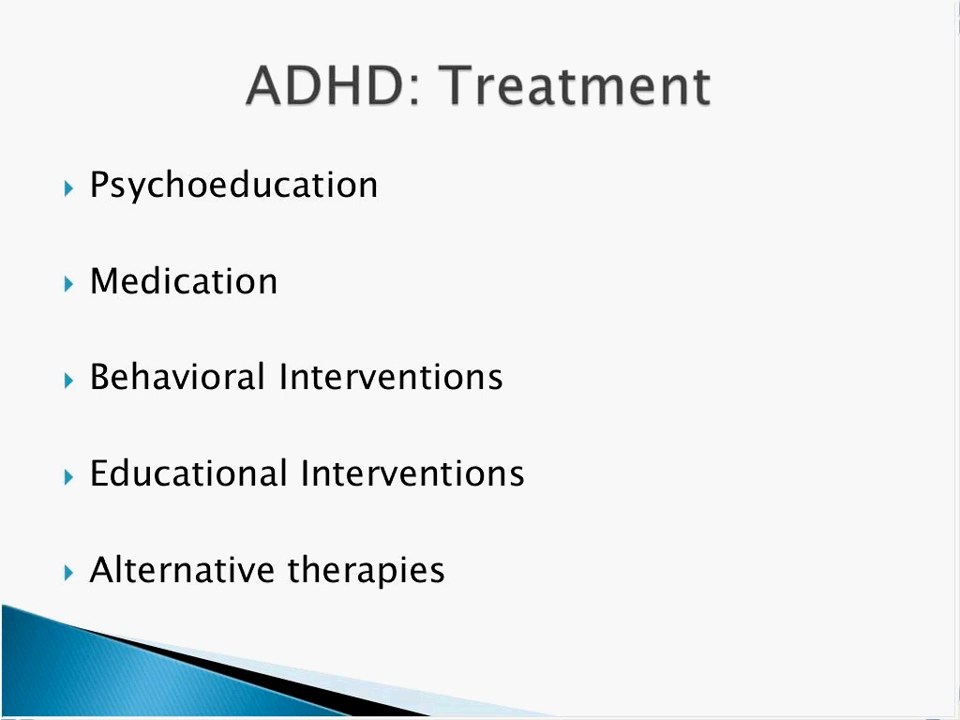 ADHD: Treatment
Psychoeducation
Medication
Behavioral Interventions
Educational Interventions
Alternative therapies